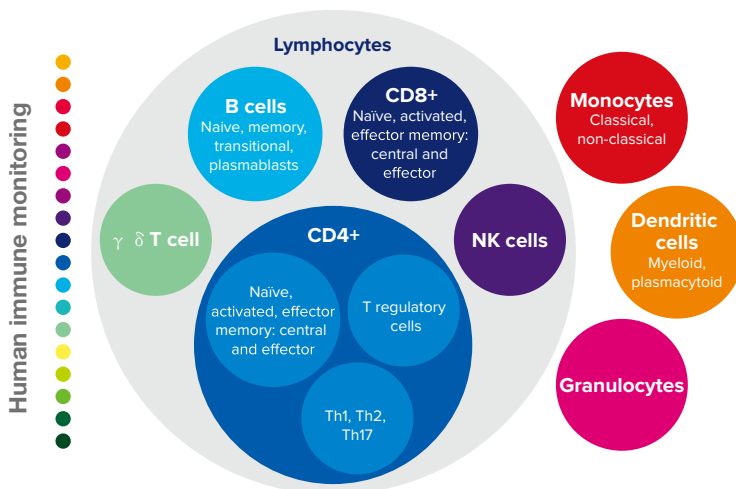 Human immune monitoring
Lymphocytes
B cells
Naive, memory,
transitional,
plasmablasts
CD8+
Naïve, activated,
effector memory:
central and
effector
γ δ T cell
CD4+
Naïve,
activated, effector
memory: central
and effector
T regulatory
cells
Th1, Th2,
Th17
NK cells
Monocytes
Classical,
non-classical
Dendritic
cells
Myeloid,
plasmacytoid
Granulocytes